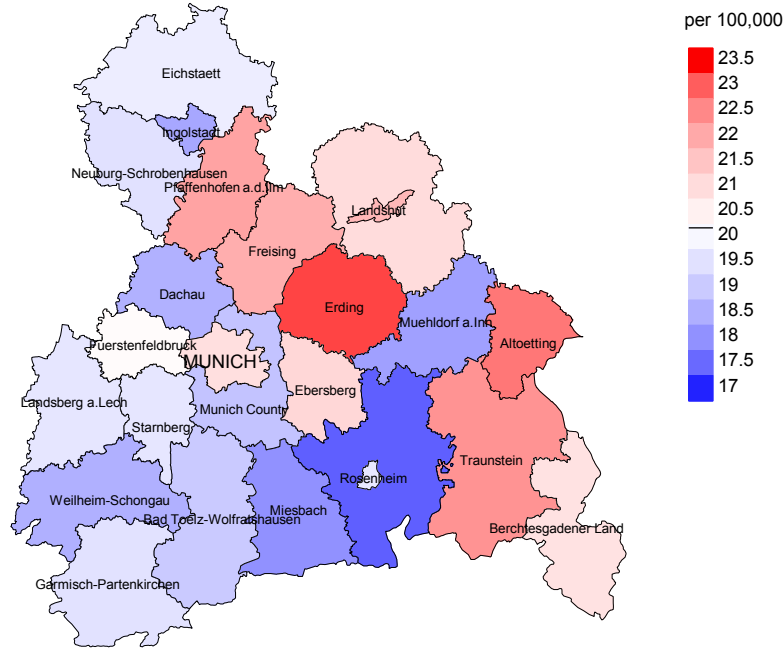 per 100,000
23.5
23
22.5
22
21.5
21
20.5
20
19.5
19
18.5
18
17.5
17
Eichstaett
Ingolstadt
Neuburg-Schrobenhausen
Pfaffenhofen a.d.Ilm
Landshut
Freising
Dachau
Erding
Muehldorf a.Inn
Altoetting
Fuerstenfeldbruck
MUNICH
Ebersberg
Landsberg a.Lech
Munich County
Starnberg
Traunstein
Rosenheim
Weilheim-Schongau
Miesbach
Bad Toelz-Wolfratshausen
Berchtesgadener Land
Garmisch-Partenkirchen